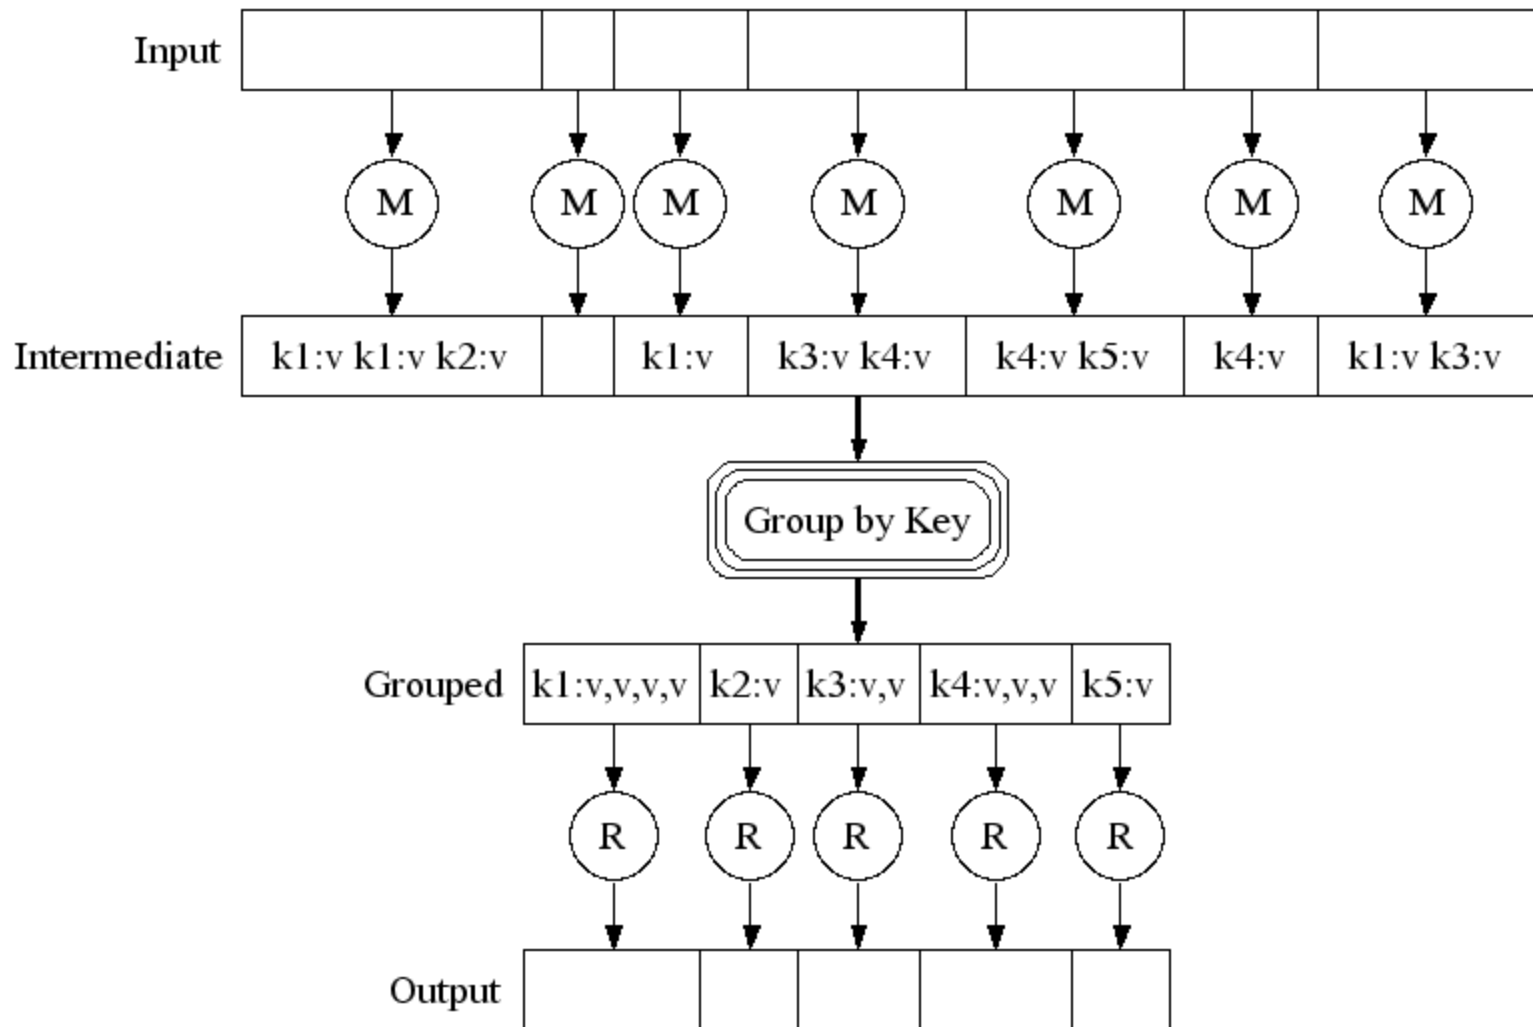 Input
M M M M M M M
Intermediate k1:v k1:v k2:v k1:v k3:v k4:v k4:v k5:v k4:v k1:v k3:v
Group by Key
Grouped k1:v,v,v,v k2:v k3:v,v k4:v,v,v k5:v
R R R R R
Output